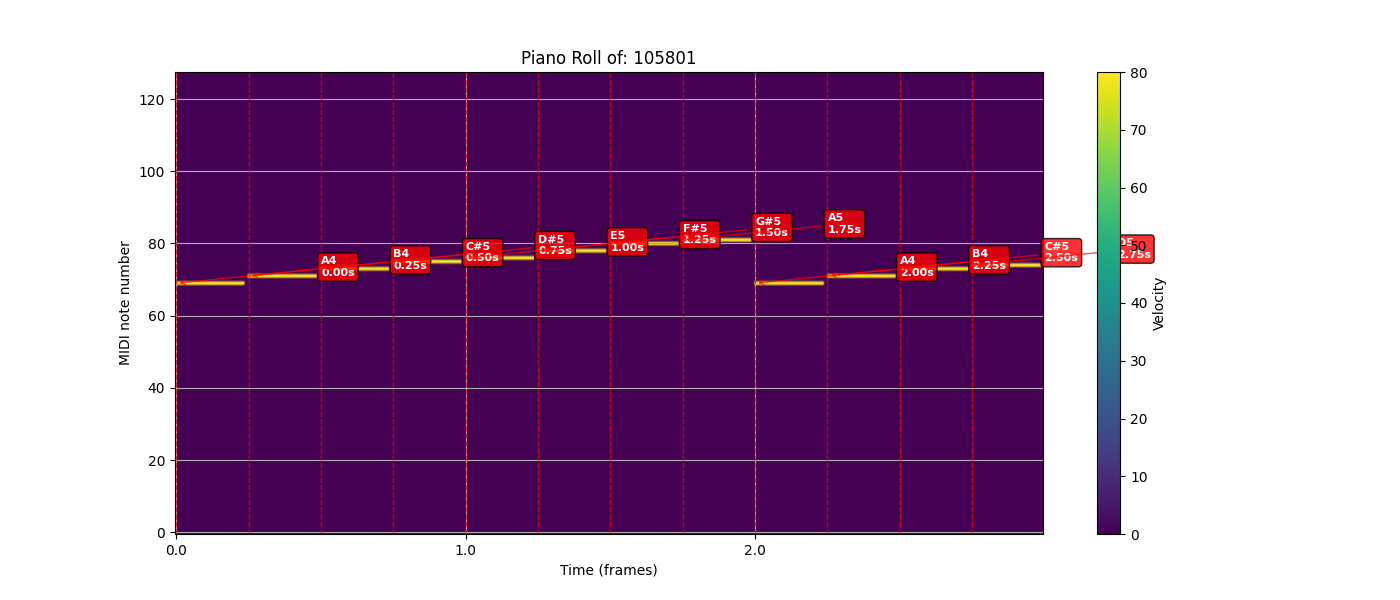 Piano Roll of: 105801
MIDI note number
120
100
80
60
40
20
0
A4
0.00s
B4
0.25s
C#5
0.50s
D#5
0.75s
E5
1.00s
F#5
1.25s
G#5
1.50s
A5
1.75s
A4
2.00s
B4
2.25s
C#5
2.50s
D5
2.75s
0.0
1.0
2.0
Time (frames)
80
70
60
50
40
30
20
10
0
Velocity